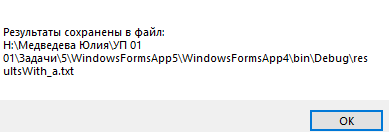 Результаты сохранены в файл:
H:\Медведева Юлия\УП 01
01\Задачи\5\WindowsFormsApp5\WindowsFormsApp4\bin\Debug\res
ultsWith_a.txt
OK